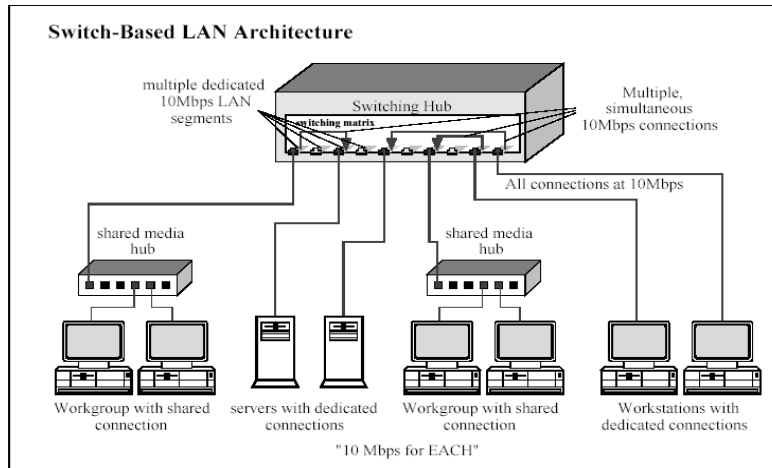 Switch-Based LAN Architecture
multiple dedicated
10Mbps LAN
segments
Switching Hub
switching matrix
Multiple,
simultaneous
10Mbps connections
All connections at 10Mbps
shared media
hub
shared media
hub
Workgroup with shared
connection
servers with dedicated
connections
Workgroup with shared
connection
Workstations with
dedicated connections
"10 Mbps for EACH"